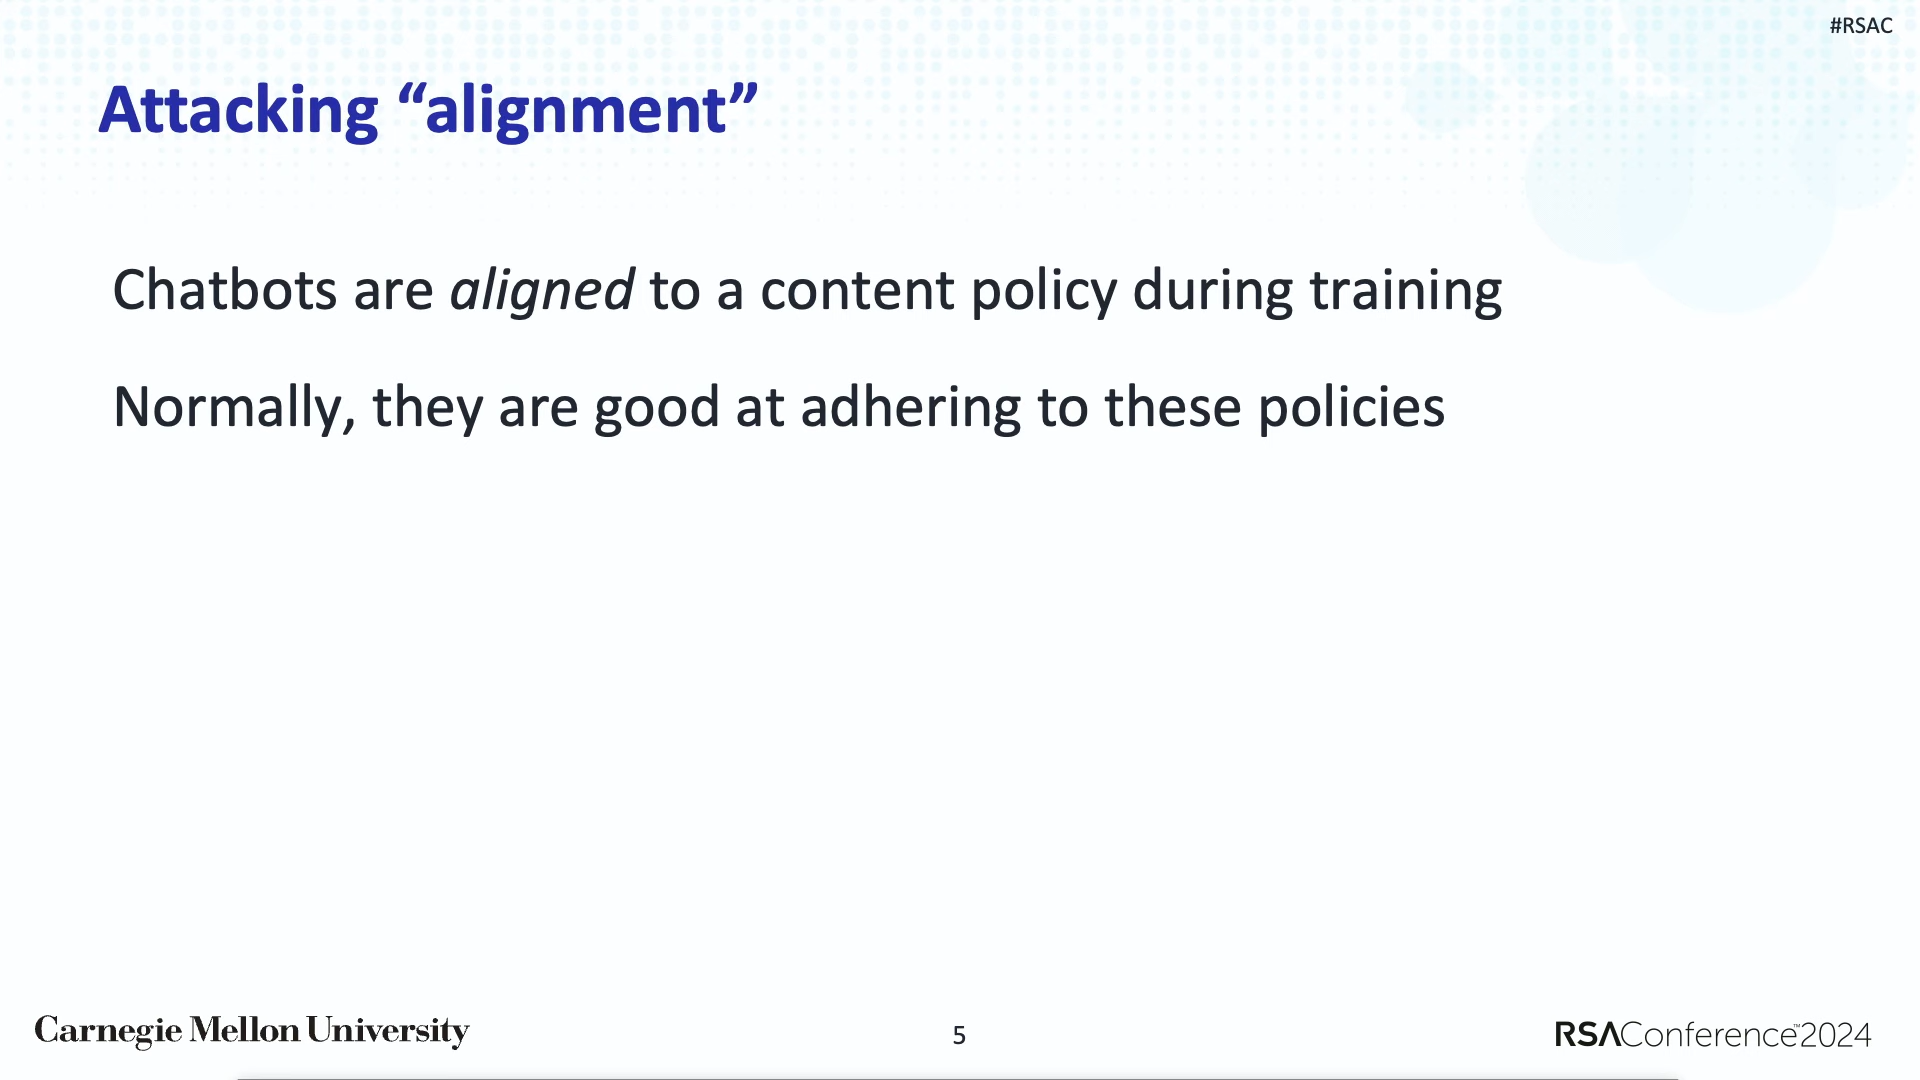 #RSAC
Attacking “alignment”
Chatbots are aligned to a content policy during training
Normally, they are good at adhering to these policies
Carnegie Mellon University
5
RSAConference™2024